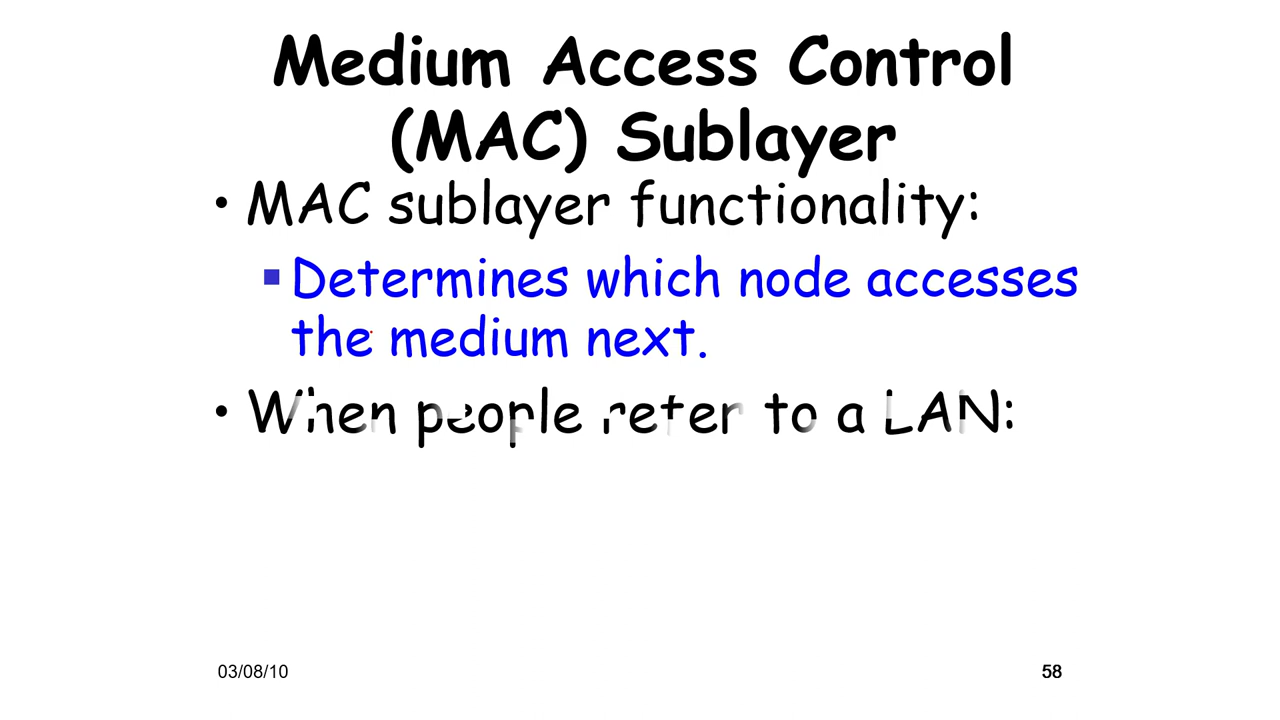 Medium Access Control
(MAC) Sublayer
• MAC sublayer functionality:
▪ Determines which node accesses
the medium next.
• When people refer to a LAN:
03/08/10
58